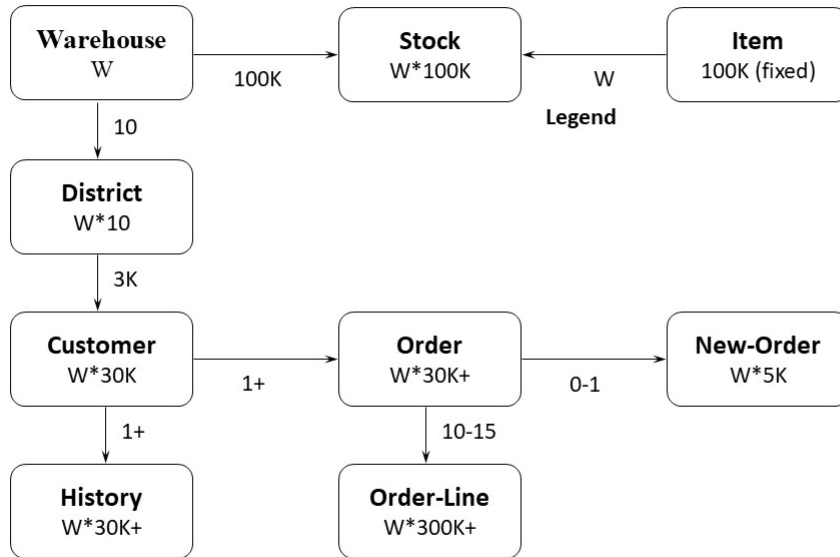 Warehouse
W
100K
Stock
W*100K
W
Item
100K (fixed)
Legend
10
District
W*10
3K
Customer
W*30K
1+
Order
W*30K+
0-1
New-Order
W*5K
1+
10-15
History
W*30K+
Order-Line
W*300K+